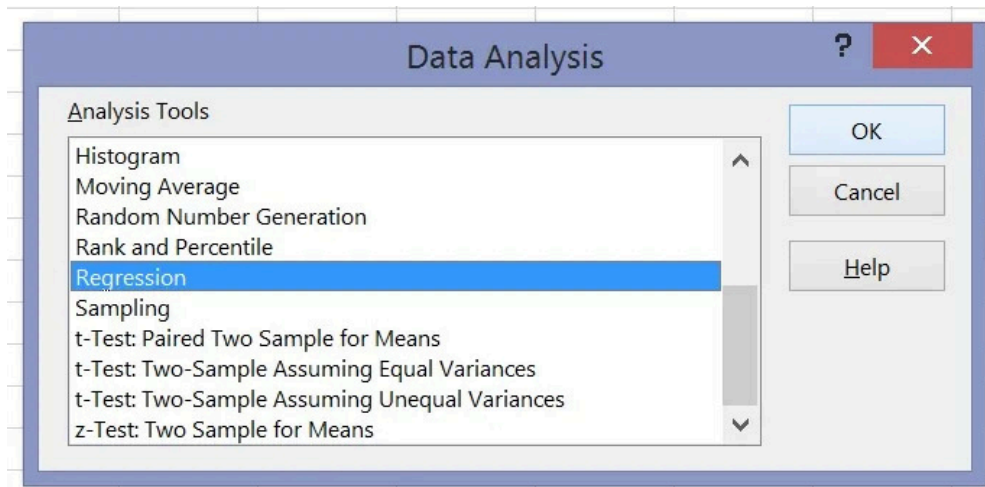 Data Analysis
?
Analysis Tools
Histogram
Moving Average
Random Number Generation
Rank and Percentile
Regression
Sampling
t-Test: Paired Two Sample for Means
t-Test: Two-Sample Assuming Equal Variances
t-Test: Two-Sample Assuming Unequal Variances
z-Test: Two Sample for Means
OK
Cancel
Help